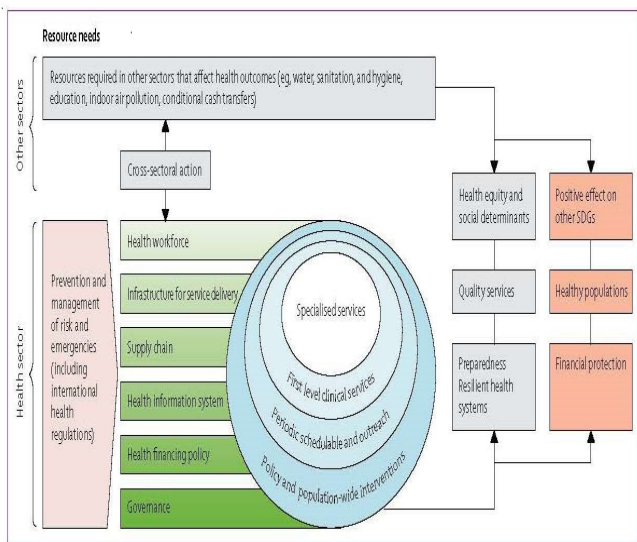 Resource needs
Other sectors
Resources required in other sectors that affect health outcomes (eg, water, sanitation, and hygiene,
education, indoor air pollution, conditional cash transfers)
Cross-sectoral action
Health equity and
social determinants
Positive effect on
other SDGs
Health sector
Prevention and
management
of risk and
emergencies
(including
international
health
regulations)
Health workforce
Infrastructure for service delivery
Supply chain
Health information system
Health financing policy
Governance
Specialised services
First level clinical services
Periodic schedulable and outreach
Policy and population-wide interventions
Quality services
Healthy populations
Preparedness
Resilient health
systems
Financial protection